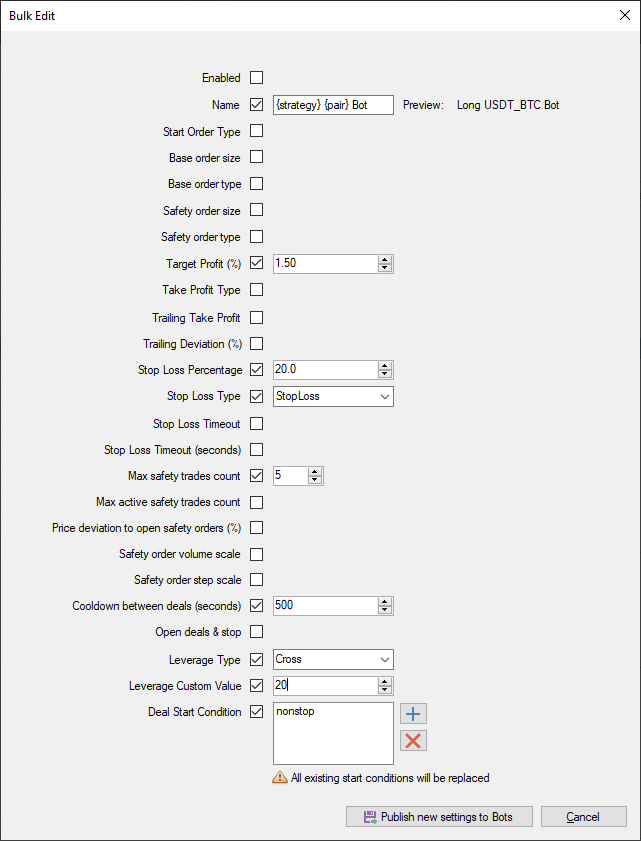 Bulk Edit
Enabled
Name {strategy} {pair} Bot Preview: Long USDT_BTC Bot
Start Order Type
Base order size
Base order type
Safety order size
Safety order type
Target Profit (%) 1.50
Take Profit Type
Trailing Take Profit
Trailing Deviation (%)
Stop Loss Percentage 20.0
Stop Loss Type StopLoss
Stop Loss Timeout
Stop Loss Timeout (seconds)
Max safety trades count 5
Max active safety trades count
Price deviation to open safety orders (%)
Safety order volume scale
Safety order step scale
Cooldown between deals (seconds) 500
Open deals & stop
Leverage Type Cross
Leverage Custom Value 20
Deal Start Condition nonstop
All existing start conditions will be replaced
Publish new settings to Bots Cancel